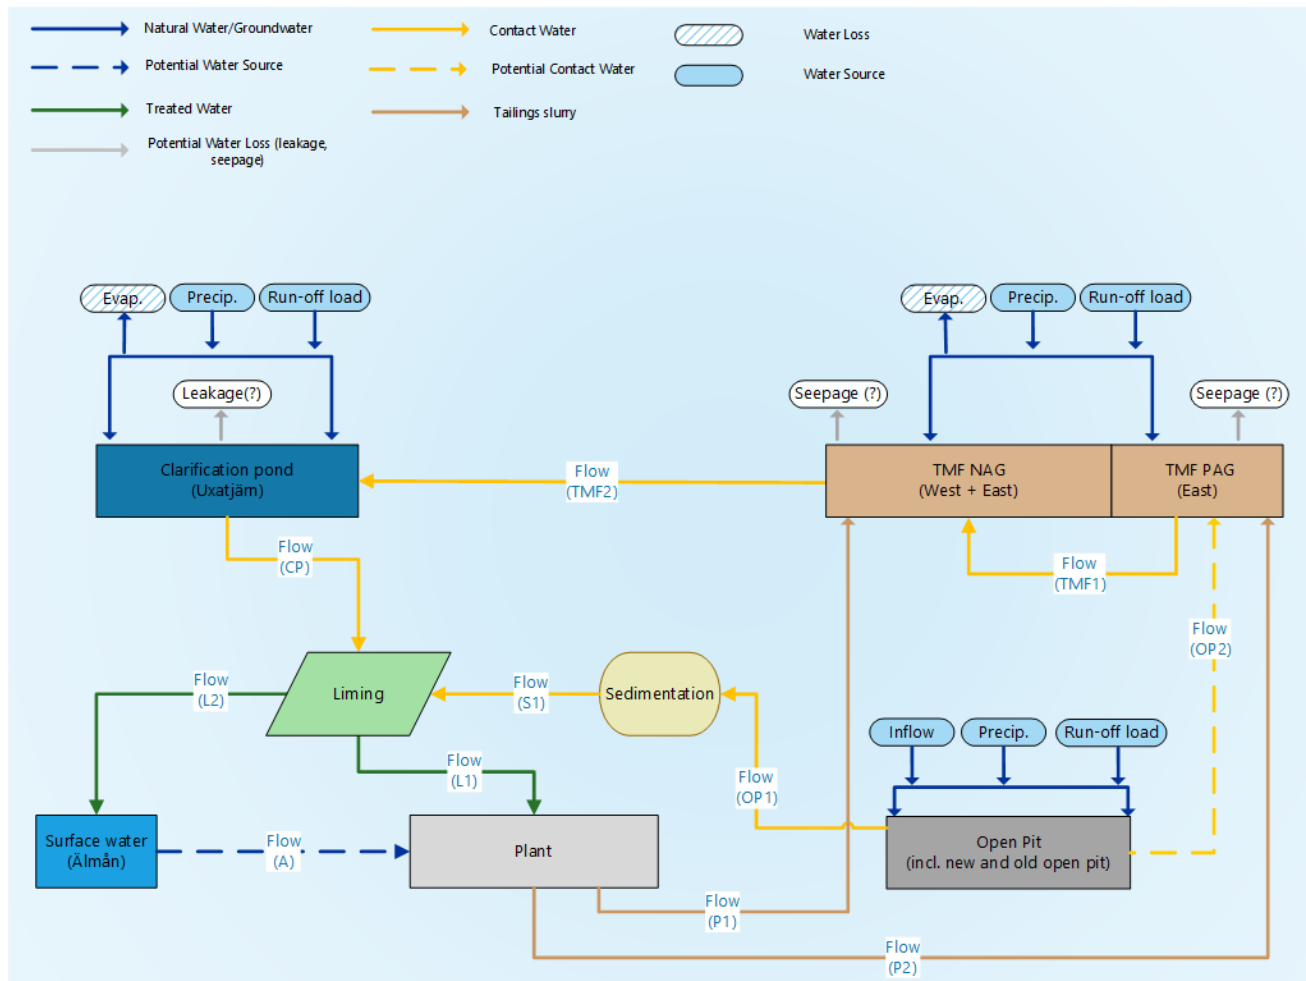 Natural Water/Groundwater
Contact Water
Water Loss
Potential Water Source
Potential Contact Water
Water Source
Treated Water
Tailings slurry
Potential Water Loss (leakage,
seepage)
Evap.
Precip.
Run-off load
Evap.
Precip.
Run-off load
Leakage(?)
Seepage (?)
Seepage (?)
Clarification pond
(Uxatjärn)
Flow
(TMF2)
TMF NAG
(West + East)
TMF PAG
(East)
Flow
(CP)
Flow
(TMF1)
Flow
(OP2)
Flow
(L2)
Liming
Flow
(S1)
Sedimentation
Inflow
Precip.
Run-off load
Flow
(L1)
Flow
(OP1)
Surface water
(Älmån)
Flow
(A)
Plant
Open Pit
(incl. new and old open pit)
Flow
(P1)
Flow
(P2)